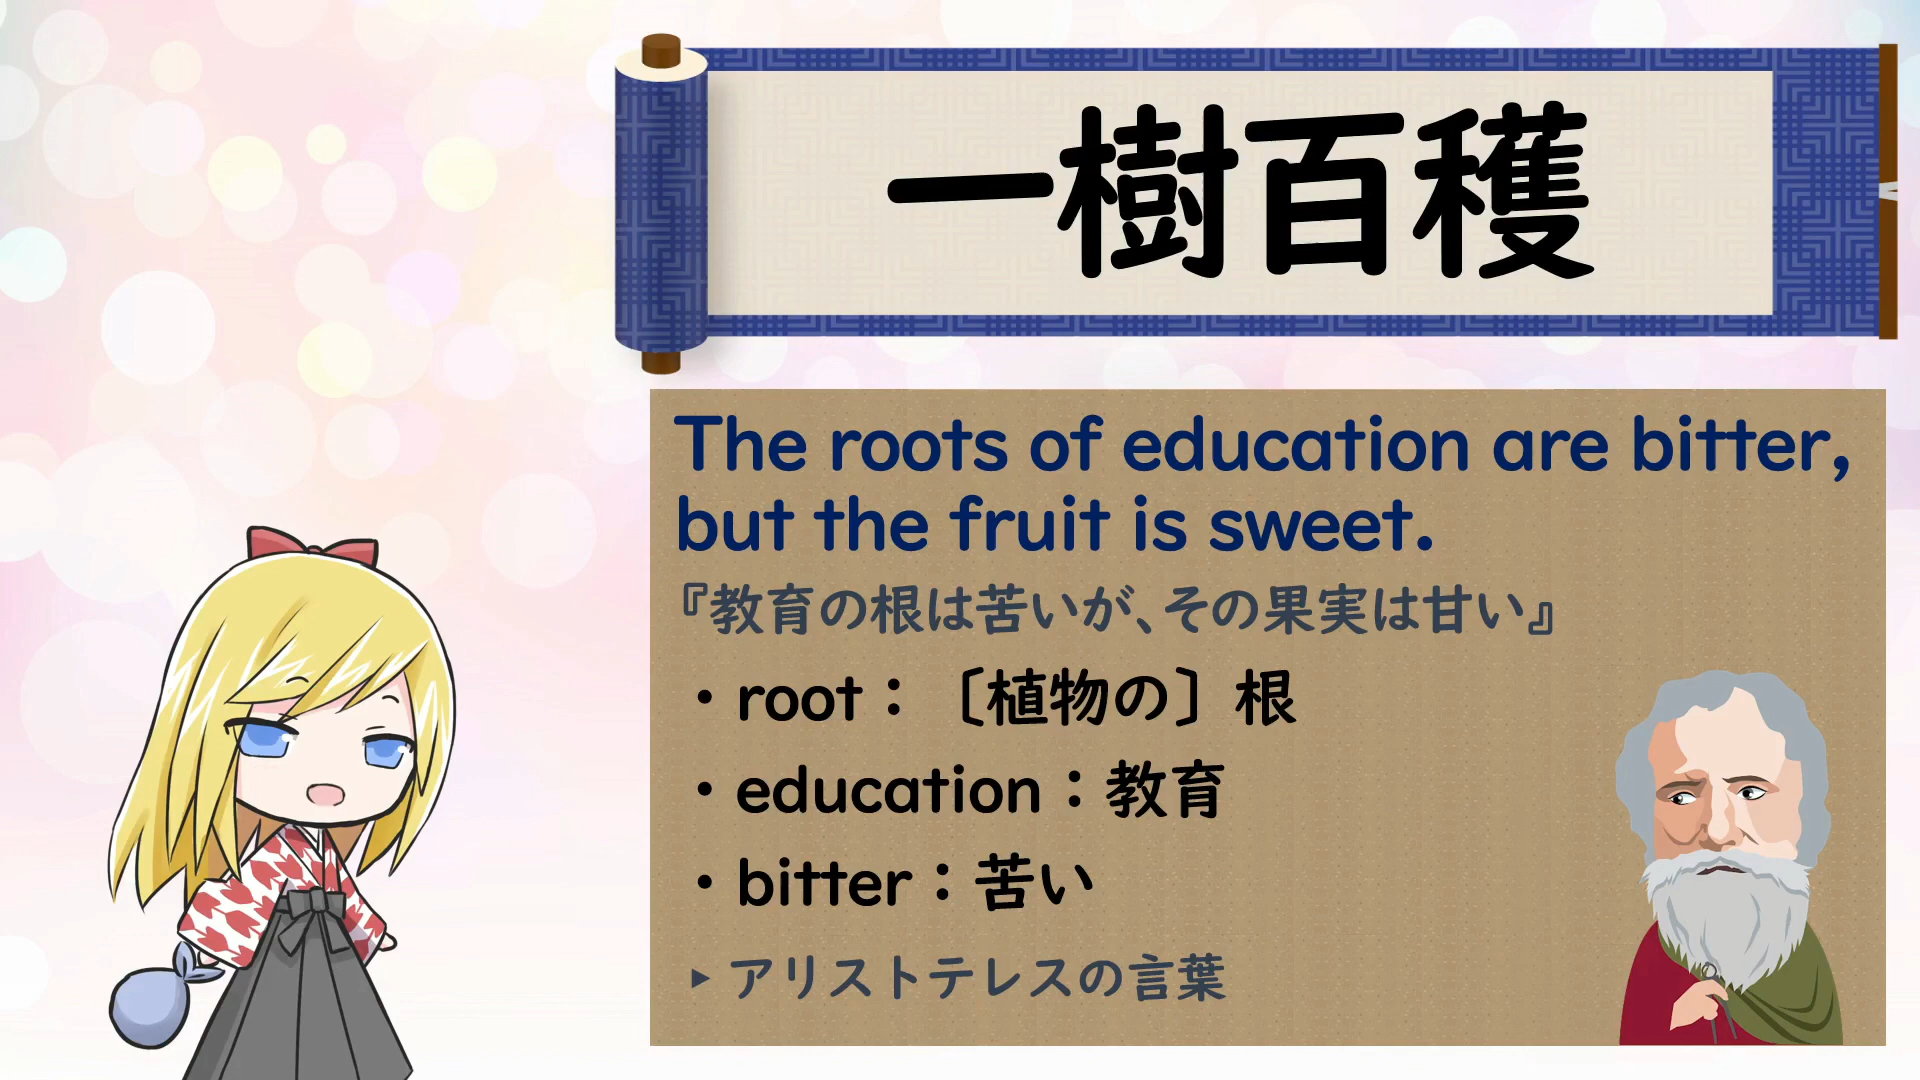 一樹百穫
The roots of education are bitter,
but the fruit is sweet.
『教育の根は苦いが、その果実は甘い』
・root：〔植物の〕根
・education：教育
・bitter：苦い
▸アリストテレスの言葉